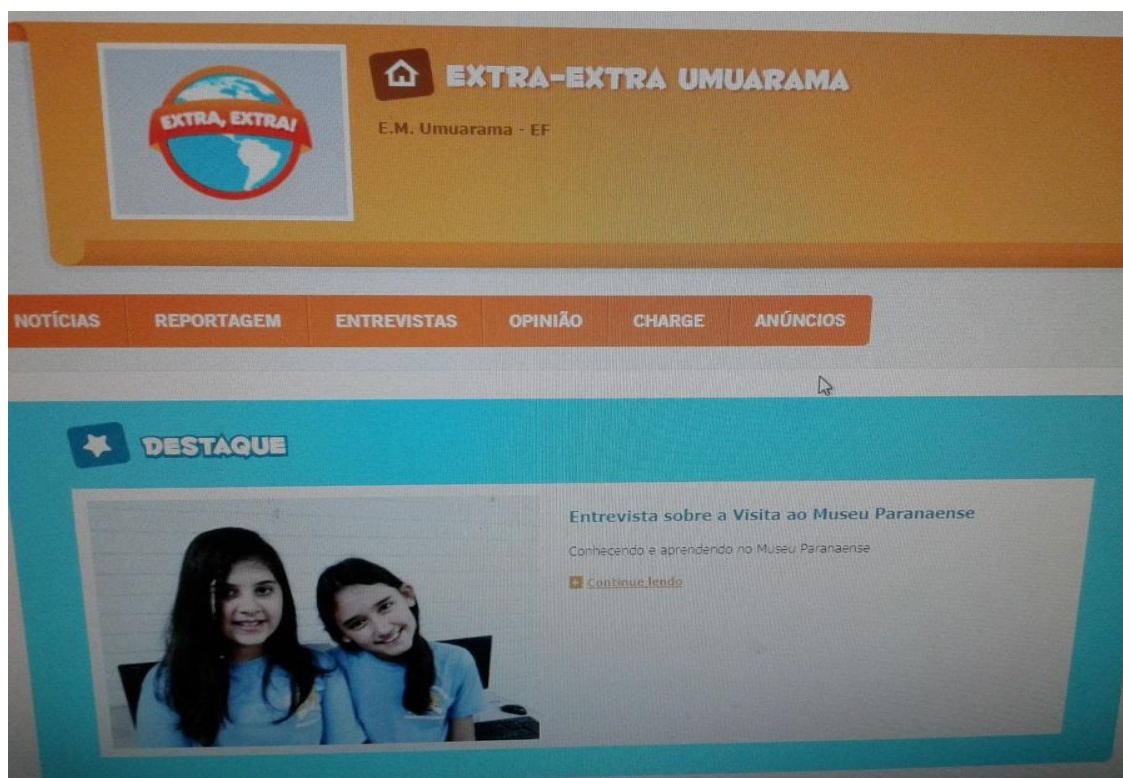 EXTRA, EXTRA!
EXTRA-EXTRA UMUARAMA
E.M. Umuarama - EF
NOTÍCIAS REPORTAGEM ENTREVISTAS OPINIÃO CHARGE ANÚNCIOS
DESTAQUE
Entrevista sobre a Visita ao Museu Paranaense
Conhecendo e aprendendo no Museu Paranaense
Continue lendo